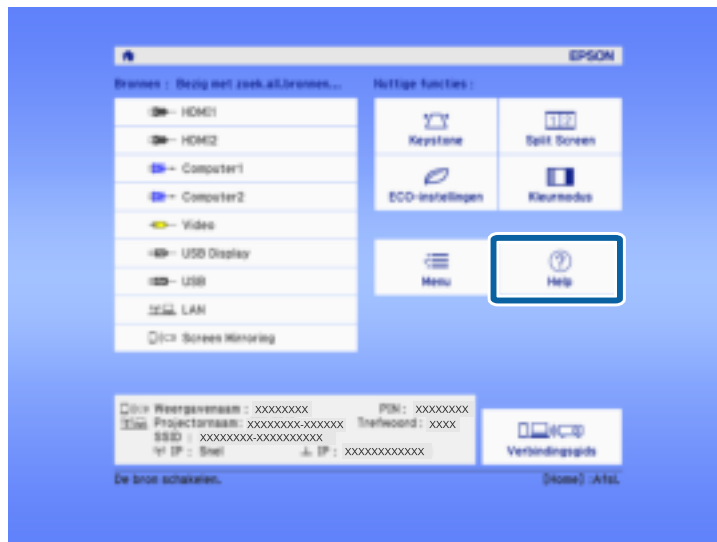 EPSON
Bronnen : Bezig met zoek.all.bronnen...
Nuttige functies :
HDMI1
HDMI2
Computer1
Computer2
Video
USB Display
USB
LAN
Screen Mirroring
Keystone
Split Screen
ECO-instellingen
Kleurmodus
Menu
Help
Weergavenaam : XXXXXXXX
PIN : XXXXXXXX
Projectornaam: XXXXXXXX-XXXXXX
Trefwoord : XXXX
SSID : XXXXXXXX-XXXXXXXXXX
IP : Snel
IP : XXXXXXXXXXXX
Verbindingsgids
De bron schakelen.
[Home] :Afsl.